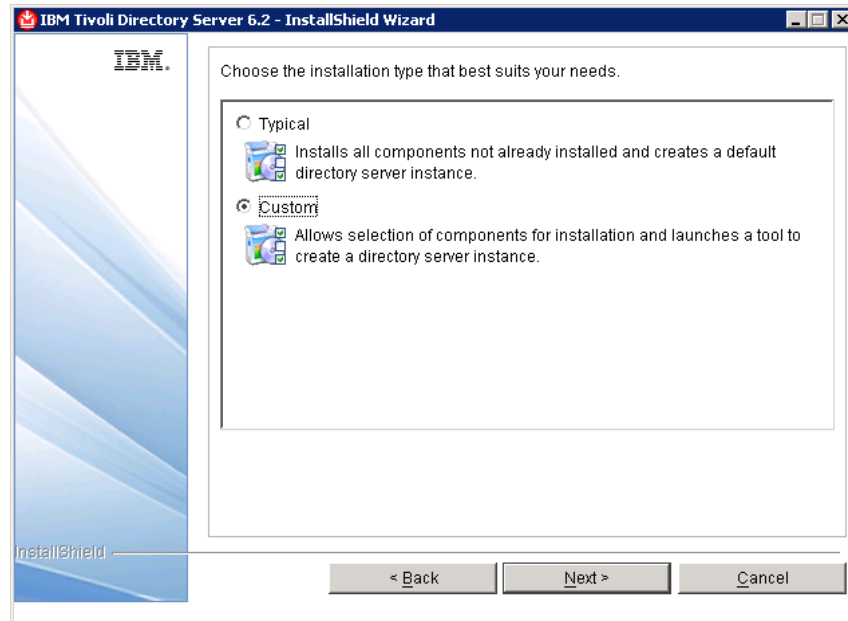 IBM Tivoli Directory Server 6.2 - InstallShield Wizard
IBM.
Choose the installation type that best suits your needs.
Typical
Installs all components not already installed and creates a default
directory server instance.
Custom
Allows selection of components for installation and launches a tool to
create a directory server instance.
InstallShield
< Back
Next >
Cancel